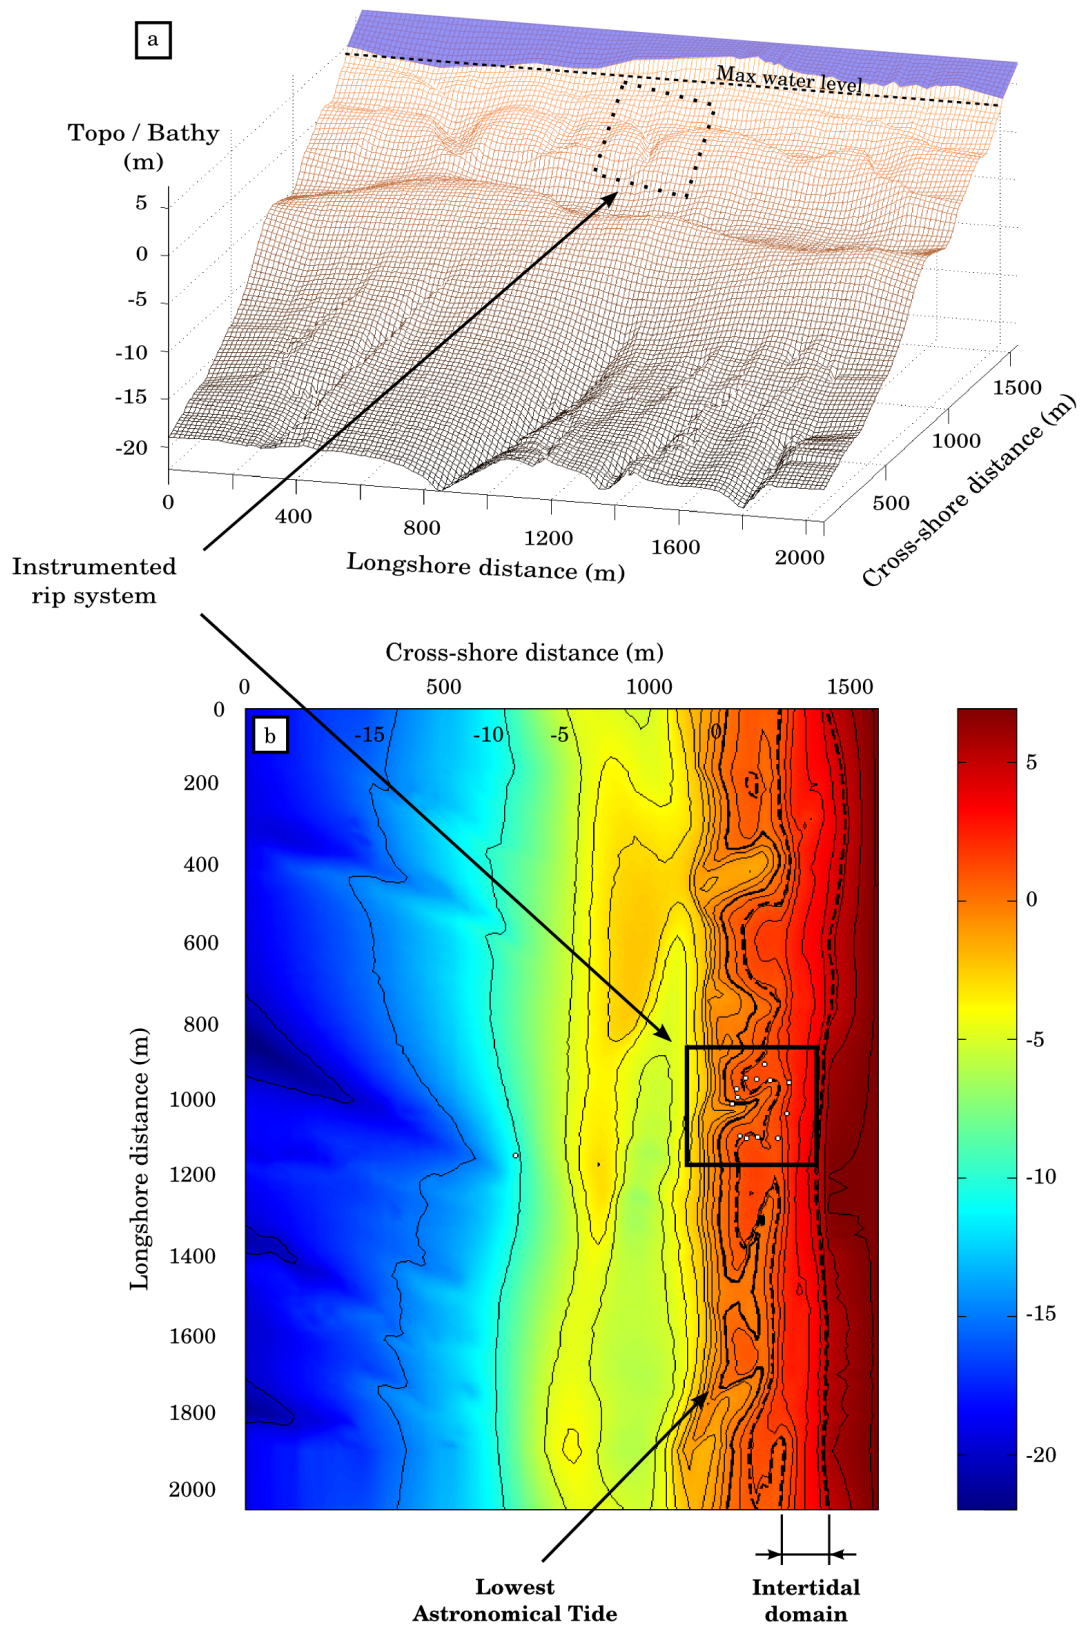 a
Max water level
Topo / Bathy
(m)
5
0
-5
-10
-15
-20
0
400
800
1200
1600
2000
Longshore distance (m)
500
1000
1500
Cross-shore distance (m)
Instrumented
rip system
Cross-shore distance (m)
0 500 1000 1500
b
-15 -10 -5 0
0
200
400
600
800
1000
1200
1400
1600
1800
2000
Longshore distance (m)
5
0
-5
-10
-15
-20
Lowest
Astronomical Tide
Intertidal
domain